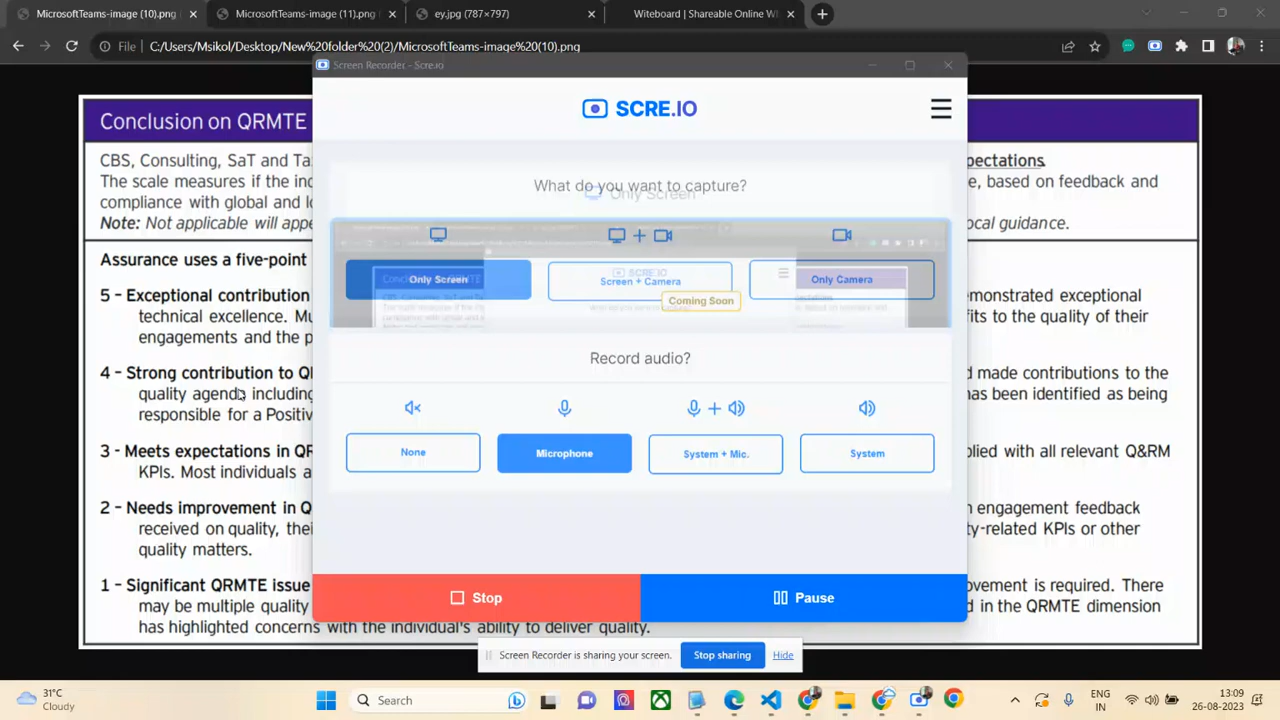 MicrosoftTeams-image (10).png
MicrosoftTeams-image (11).png
ey.jpg (787×797)
Witeboard | Shareable Online Wh
File
C:/Users/Msikol/Desktop/New%20folder%20(2)/MicrosoftTeams-image%20(10).png
Screen Recorder - Scre.io
SCRE.IO
Conclusion on QRMTE
CBS, Consulting, SaT and Ta
pectations
The scale measures if the ind
e, based on feedback and
compliance with global and lo
Note: Not applicable will appe
ocal guidance.
What do you want to capture?
Only Screen
Only Screen
Screen + Camera
Only Camera
Coming Soon
Assurance uses a five-point
5 – Exceptional contribution
monstrated exceptional
technical excellence. Mu
fits to the quality of their
engagements and the p
Record audio?
4 – Strong contribution to QR
d made contributions to the
quality agenda including
has been identified as being
responsible for a Positiv
None
Microphone
System + Mic.
System
3 – Meets expectations in QR
plied with all relevant Q&RM
KPIs. Most individuals a
2 – Needs improvement in Q
n engagement feedback
received on quality, thei
ty-related KPIs or other
quality matters.
1 – Significant QRMTE issue
ovement is required. There
may be multiple quality
d in the QRMTE dimension
has highlighted concerns with the individual's ability to deliver quality.
Stop
Pause
Screen Recorder is sharing your screen.
Stop sharing
Hide
31°C
Cloudy
Search
ENG
IN
13:09
26-08-2023